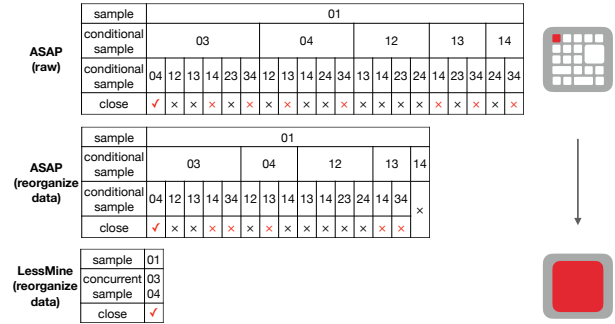 ASAP
(raw)
sample 01
conditional sample 03 04 12 13 14
conditional sample 04 12 13 14 23 34 12 13 14 24 34 13 14 23 24 14 23 34 24 34
close ✓ × × × × × × × × × × × × × × × × × × ×
ASAP
(reorganize
data)
sample 01
conditional sample 03 04 12 13 14
conditional sample 04 12 13 14 34 12 13 14 13 14 23 24 14 34 ×
close ✓ × × × × × × × × × × × × ×
LessMine
(reorganize
data)
sample 01
concurrent 03
sample 04
close ✓